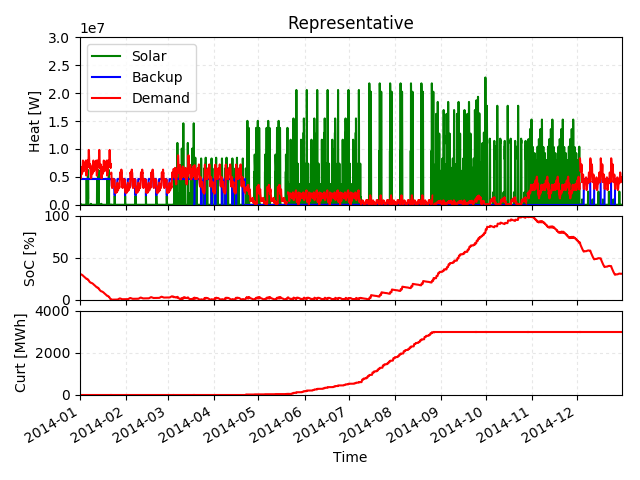 Representative
1e7
3.0
2.5
2.0
1.5
1.0
0.5
0.0
Heat [W]
Solar
Backup
Demand
100
50
0
SoC [%]
4000
2000
0
Curt [MWh]
2014-01
2014-02
2014-03
2014-04
2014-05
2014-06
2014-07
2014-08
2014-09
2014-10
2014-11
2014-12
Time